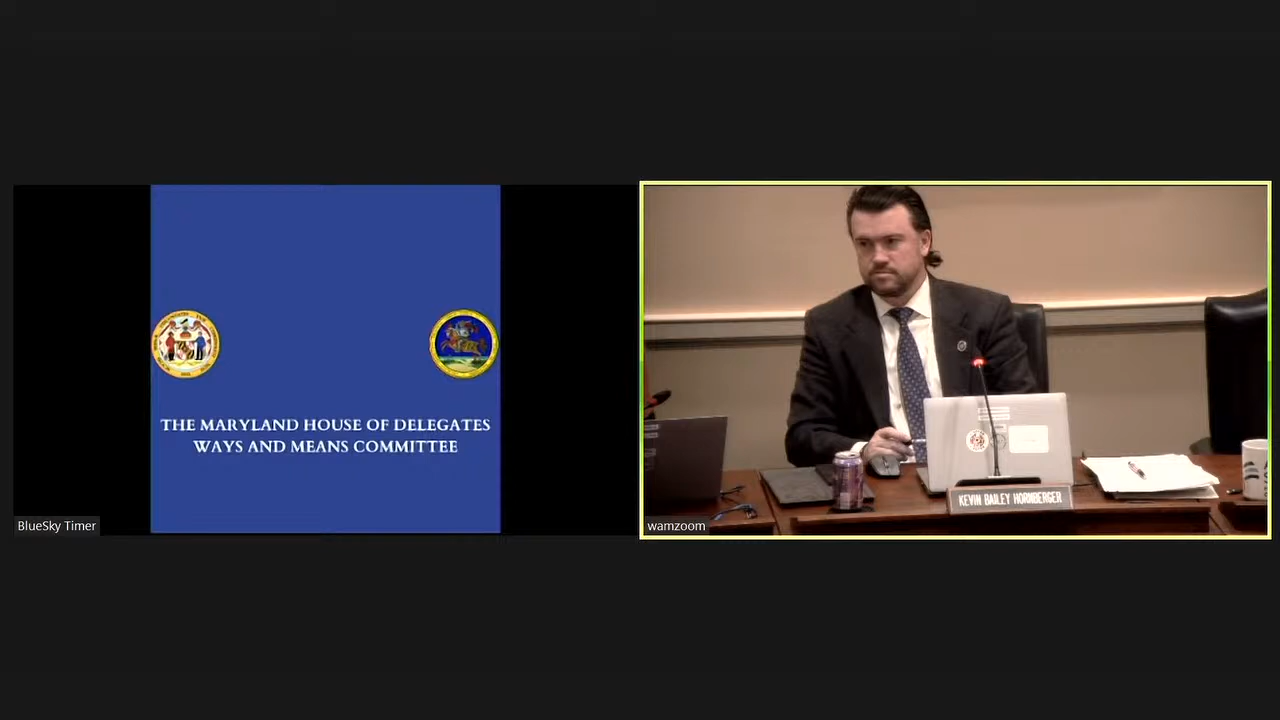 THE MARYLAND HOUSE OF DELEGATES
WAYS AND MEANS COMMITTEE
BlueSky Timer
KEVIN BAILEY HORNBERGER
wamzoom